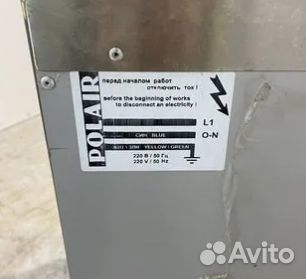 POLAIR
перед началом работ
отключить ток !
before the beginning of works
to disconnect an electricity !
L1
СИН BLUE O-N
YELLOW / GREEN
220 В / 50 Гц
220 V / 50 Hz
Avito